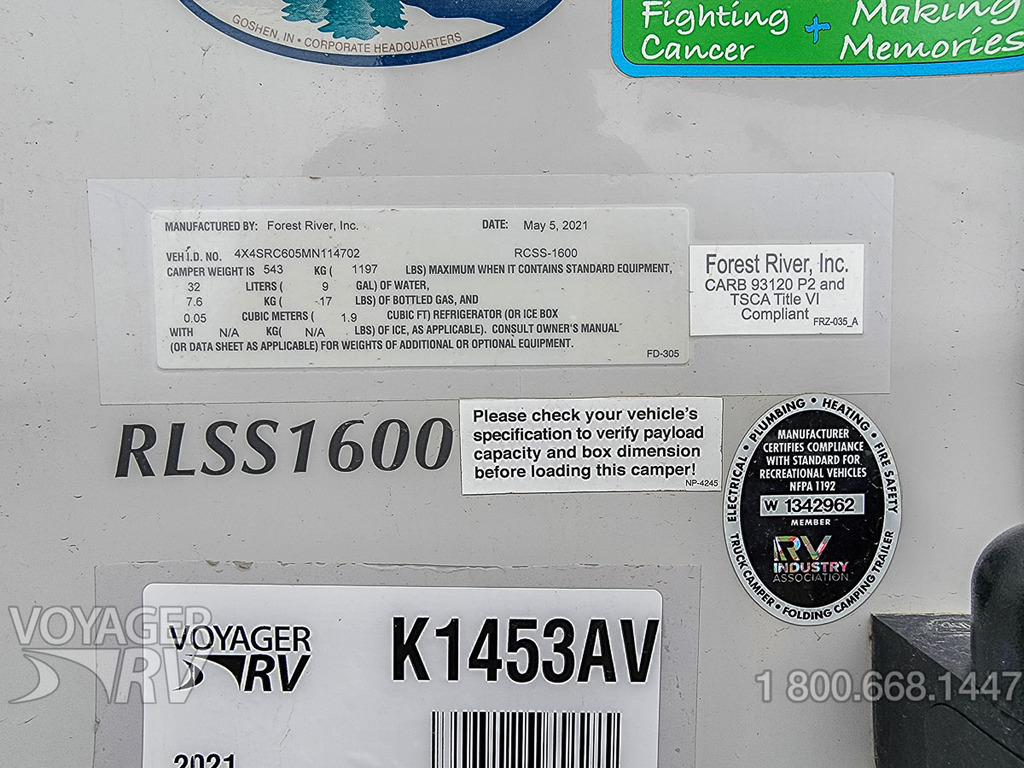 GOSHEN, IN • CORPORATE HEADQUARTERS
Fighting
Cancer
+
Making
Memories
MANUFACTURED BY: Forest River, Inc. DATE: May 5, 2021
VEH I.D. NO. 4X4SRC605MN114702 RCSS-1600
CAMPER WEIGHT IS 543 KG ( 1197 LBS) MAXIMUM WHEN IT CONTAINS STANDARD EQUIPMENT,
32 LITERS ( 9 GAL) OF WATER,
7.6 KG ( 17 LBS) OF BOTTLED GAS, AND
0.05 CUBIC METERS ( 1.9 CUBIC FT) REFRIGERATOR (OR ICE BOX
WITH N/A KG( N/A LBS) OF ICE, AS APPLICABLE). CONSULT OWNER'S MANUAL
(OR DATA SHEET AS APPLICABLE) FOR WEIGHTS OF ADDITIONAL OR OPTIONAL EQUIPMENT.
FD-305
Forest River, Inc.
CARB 93120 P2 and
TSCA Title VI
Compliant FRZ-035_A
RLSS1600
Please check your vehicle's
specification to verify payload
capacity and box dimension
before loading this camper!
NP-4245
ELECTRICAL • PLUMBING • HEATING • FIRE SAFETY
MANUFACTURER
CERTIFIES COMPLIANCE
WITH STANDARD FOR
RECREATIONAL VEHICLES
NFPA 1192
W 1342962
MEMBER
RV
INDUSTRY
ASSOCIATION
TRUCK CAMPER • FOLDING CAMPING TRAILER
VOYAGER
RV
K1453AV
2021
VOYAGER
RV
1 800.668.1447